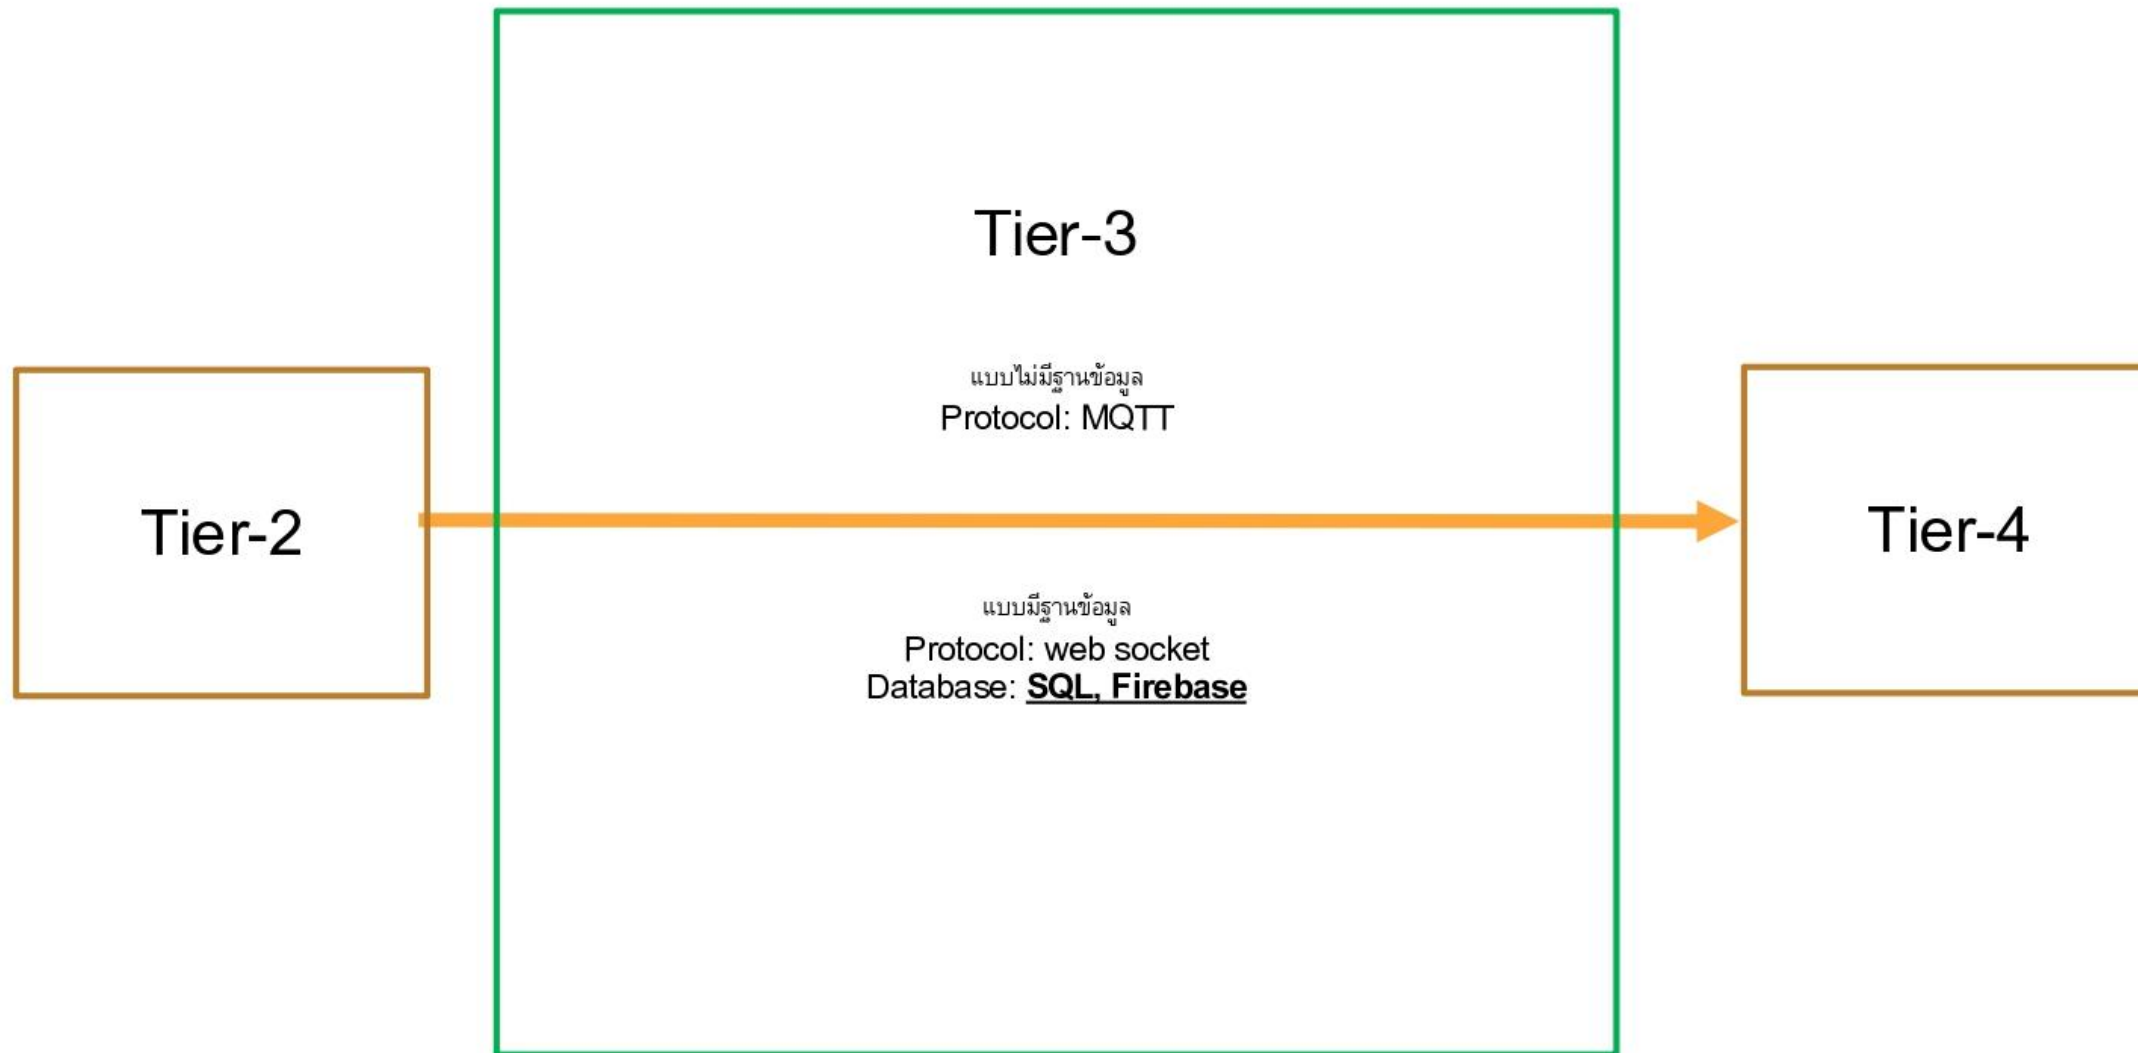 Tier-3
แบบไม่มีฐานข้อมูล
Protocol: MQTT
Tier-2
Tier-4
แบบมีฐานข้อมูล
Protocol: web socket
Database: SQL, Firebase